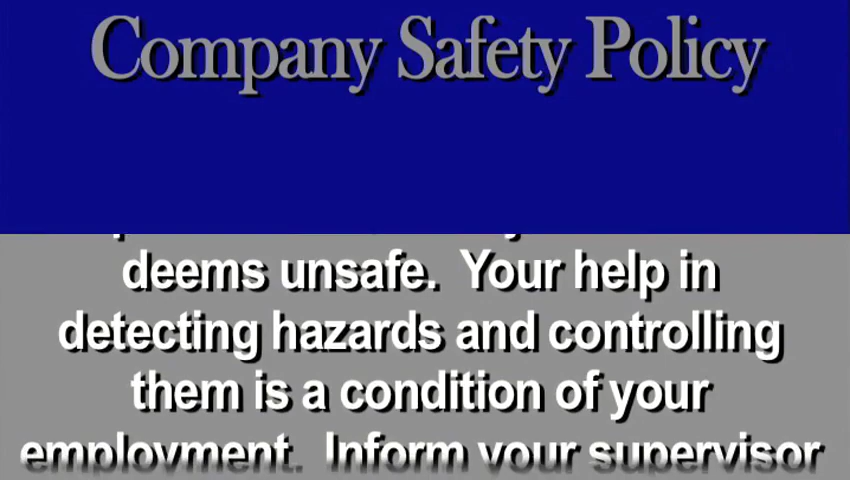 Company Safety Policy
deems unsafe. Your help in
detecting hazards and controlling
them is a condition of your
employment. Inform your supervisor